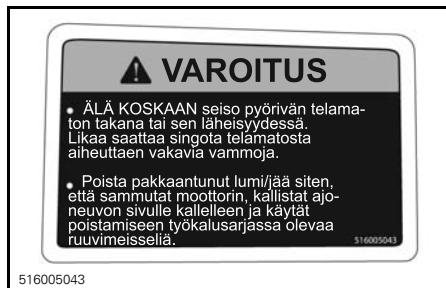 VAROITUS
• ÄLÄ KOSKAAN seiso pyörivän telama-
ton takana tai sen läheisyydessä.
Likaa saattaa singota telamatosta
aiheuttaen vakavia vammoja.
• Poista pakkaantunut lumi/jää siten,
että sammutat moottorin, kallistat ajo-
neuvon sivulle kallelleen ja käytät
poistamiseen työkalusarjassa olevaa
ruuvimeisseliä.
516005043
516005043